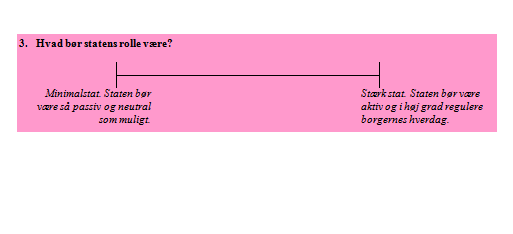 3. Hvad bør statens rolle være?
Minimalstat. Staten bør
være så passiv og neutral
som muligt.
Stærk stat. Staten bør være
aktiv og i høj grad regulere
borgernes hverdag.